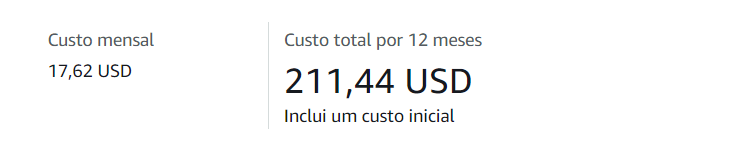 Custo mensal
17,62 USD
Custo total por 12 meses
211,44 USD
Inclui um custo inicial